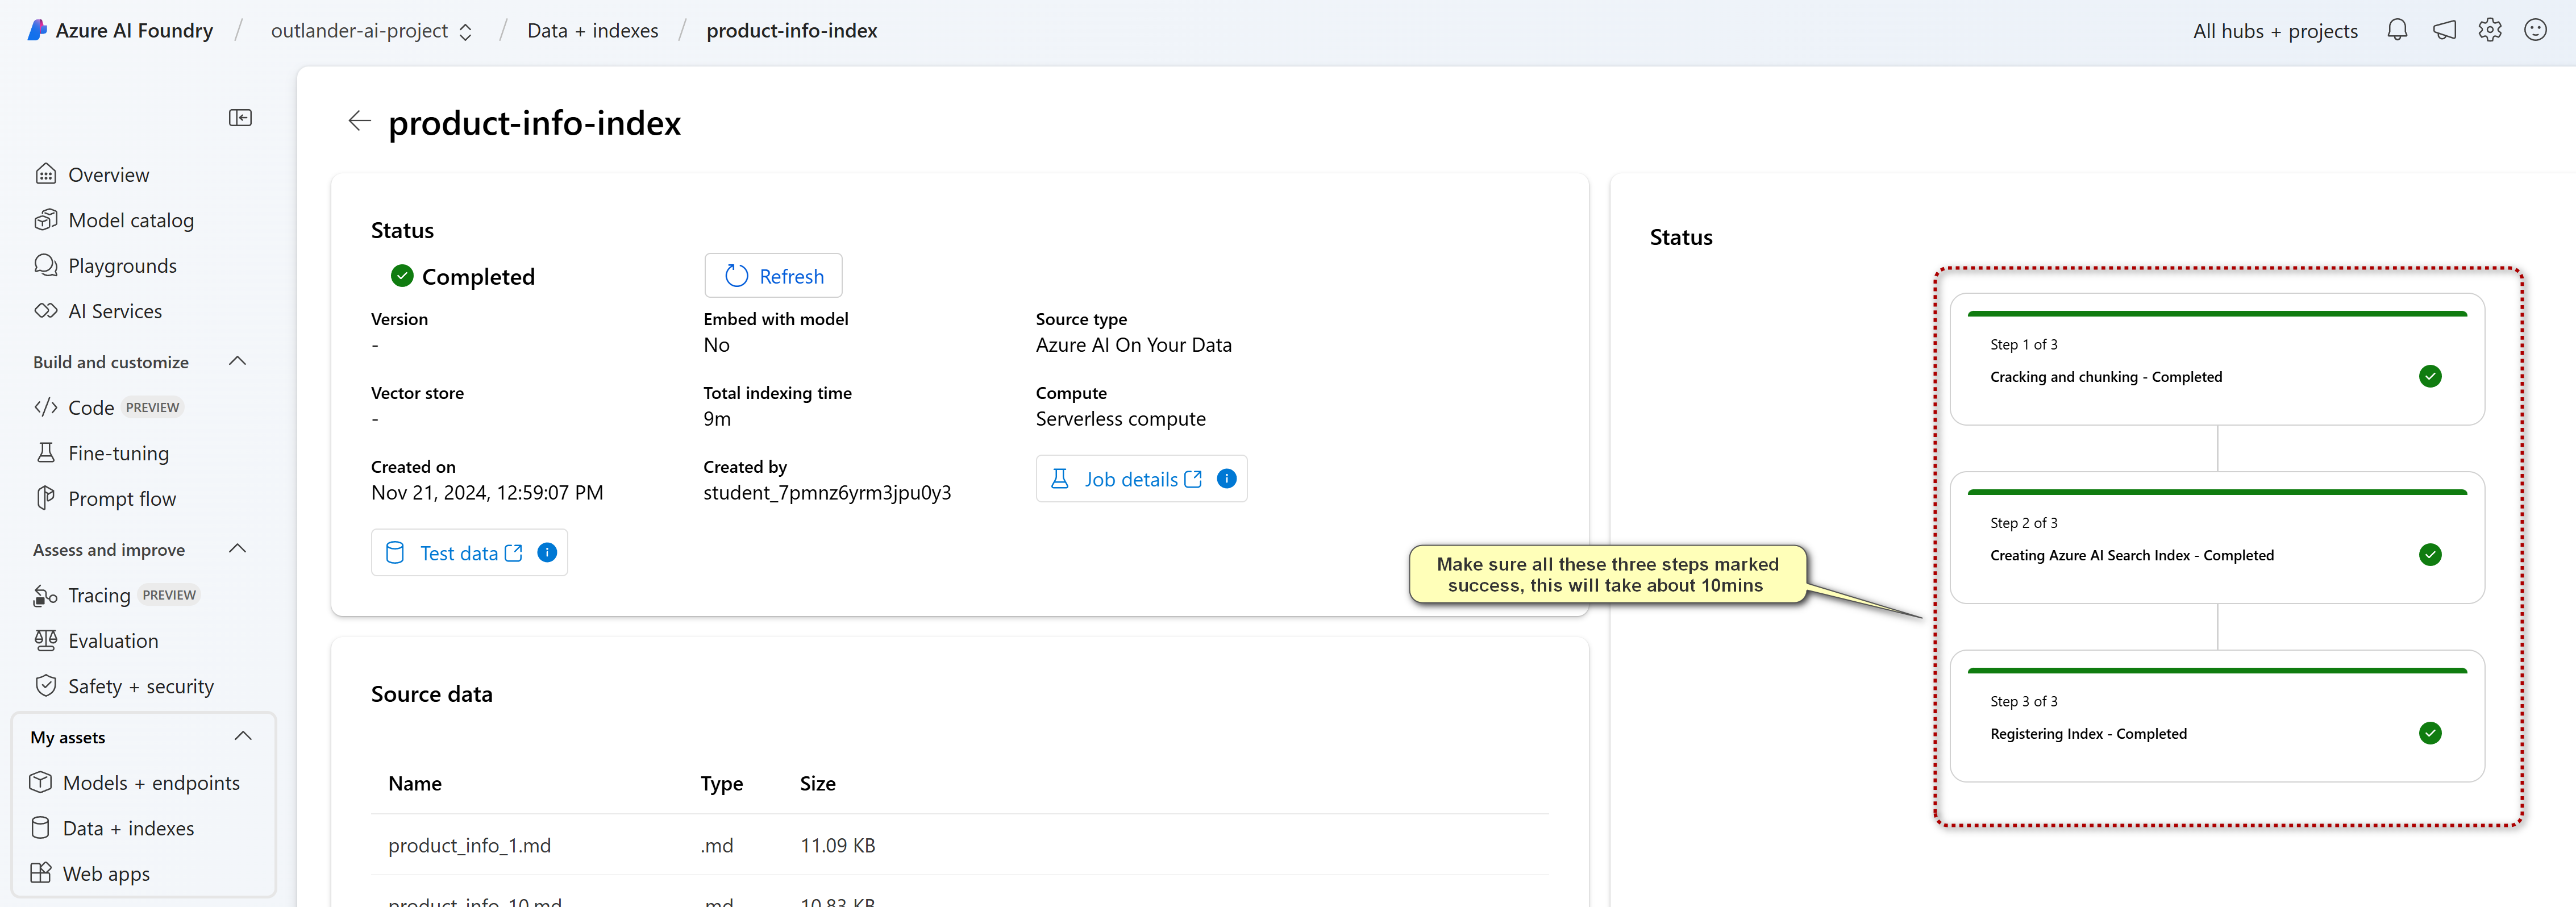 Azure AI Foundry / outlander-ai-project / Data + indexes / product-info-index
All hubs + projects
Overview
Model catalog
Playgrounds
AI Services
Build and customize
Code PREVIEW
Fine-tuning
Prompt flow
Assess and improve
Tracing PREVIEW
Evaluation
Safety + security
My assets
Models + endpoints
Data + indexes
Web apps
product-info-index
Status
Completed
Refresh
Version
-
Embed with model
No
Source type
Azure AI On Your Data
Vector store
-
Total indexing time
9m
Compute
Serverless compute
Created on
Nov 21, 2024, 12:59:07 PM
Created by
student_7pmnz6yrm3jpu0y3
Job details
Test data
Source data
Name Type Size
product_info_1.md .md 11.09 KB
product_info_10.md .md 10.83 KB
Status
Step 1 of 3
Cracking and chunking - Completed
Step 2 of 3
Creating Azure AI Search Index - Completed
Step 3 of 3
Registering Index - Completed
Make sure all these three steps marked
success, this will take about 10mins